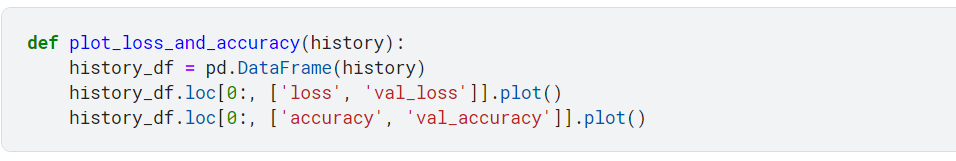 def plot_loss_and_accuracy(history):
    history_df = pd.DataFrame(history)
    history_df.loc[0:, ['loss', 'val_loss']].plot()
    history_df.loc[0:, ['accuracy', 'val_accuracy']].plot()